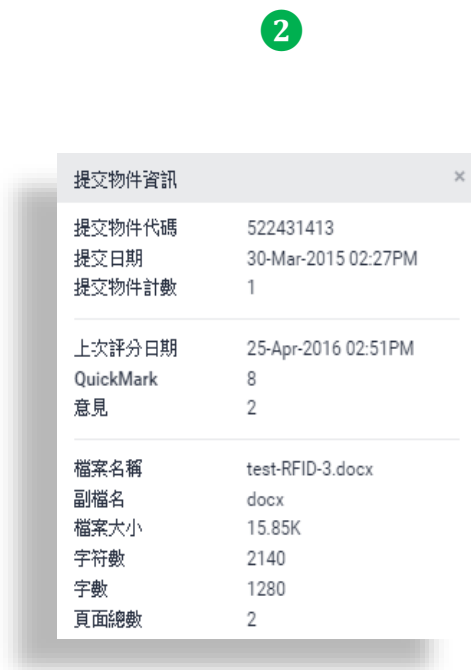 2
提交物件資訊 ×
提交物件代碼 522431413
提交日期 30-Mar-2015 02:27PM
提交物件計數 1
上次評分日期 25-Apr-2016 02:51PM
QuickMark 8
意見 2
檔案名稱 test-RFID-3.docx
副檔名 docx
檔案大小 15.85K
字符數 2140
字數 1280
頁面總數 2